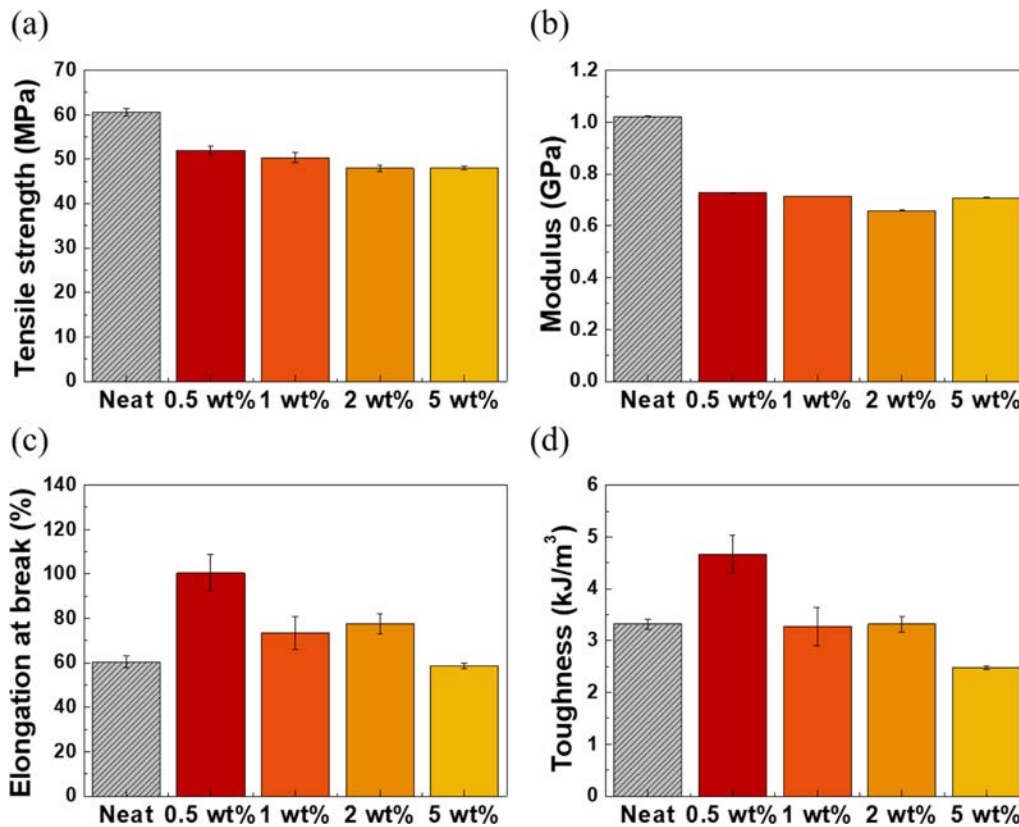 (a)
Tensile strength (MPa)
70
60
50
40
30
20
10
0
Neat 0.5 wt% 1 wt% 2 wt% 5 wt%
(b)
Modulus (GPa)
1.2
1.0
0.8
0.6
0.4
0.2
0.0
Neat 0.5 wt% 1 wt% 2 wt% 5 wt%
(c)
Elongation at break (%)
140
120
100
80
60
40
20
0
Neat 0.5 wt% 1 wt% 2 wt% 5 wt%
(d)
Toughness (kJ/m³)
6
5
4
3
2
1
0
Neat 0.5 wt% 1 wt% 2 wt% 5 wt%